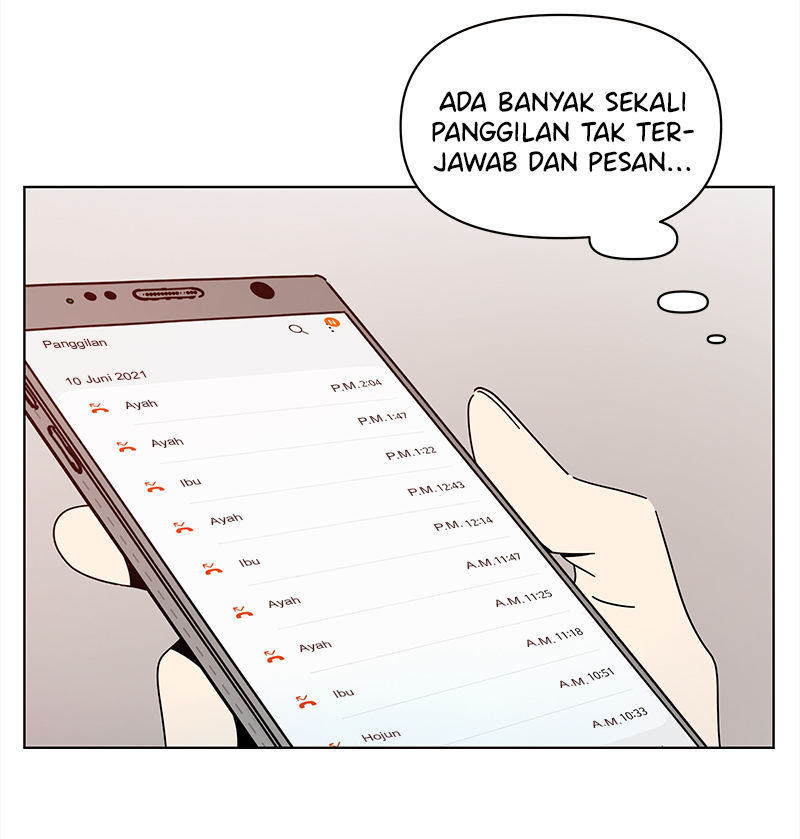 ADA BANYAK SEKALI
PANGGILAN TAK TER-
JAWAB DAN PESAN...
Panggilan
N
10 Juni 2021
Ayah P.M.2:04
Ayah P.M.1:47
Ibu P.M.1:22
Ayah P.M.12:43
Ibu P.M.12:14
Ayah A.M.11:47
Ayah A.M.11:25
Ibu A.M.11:18
Hojun A.M.10:51
A.M.10:33